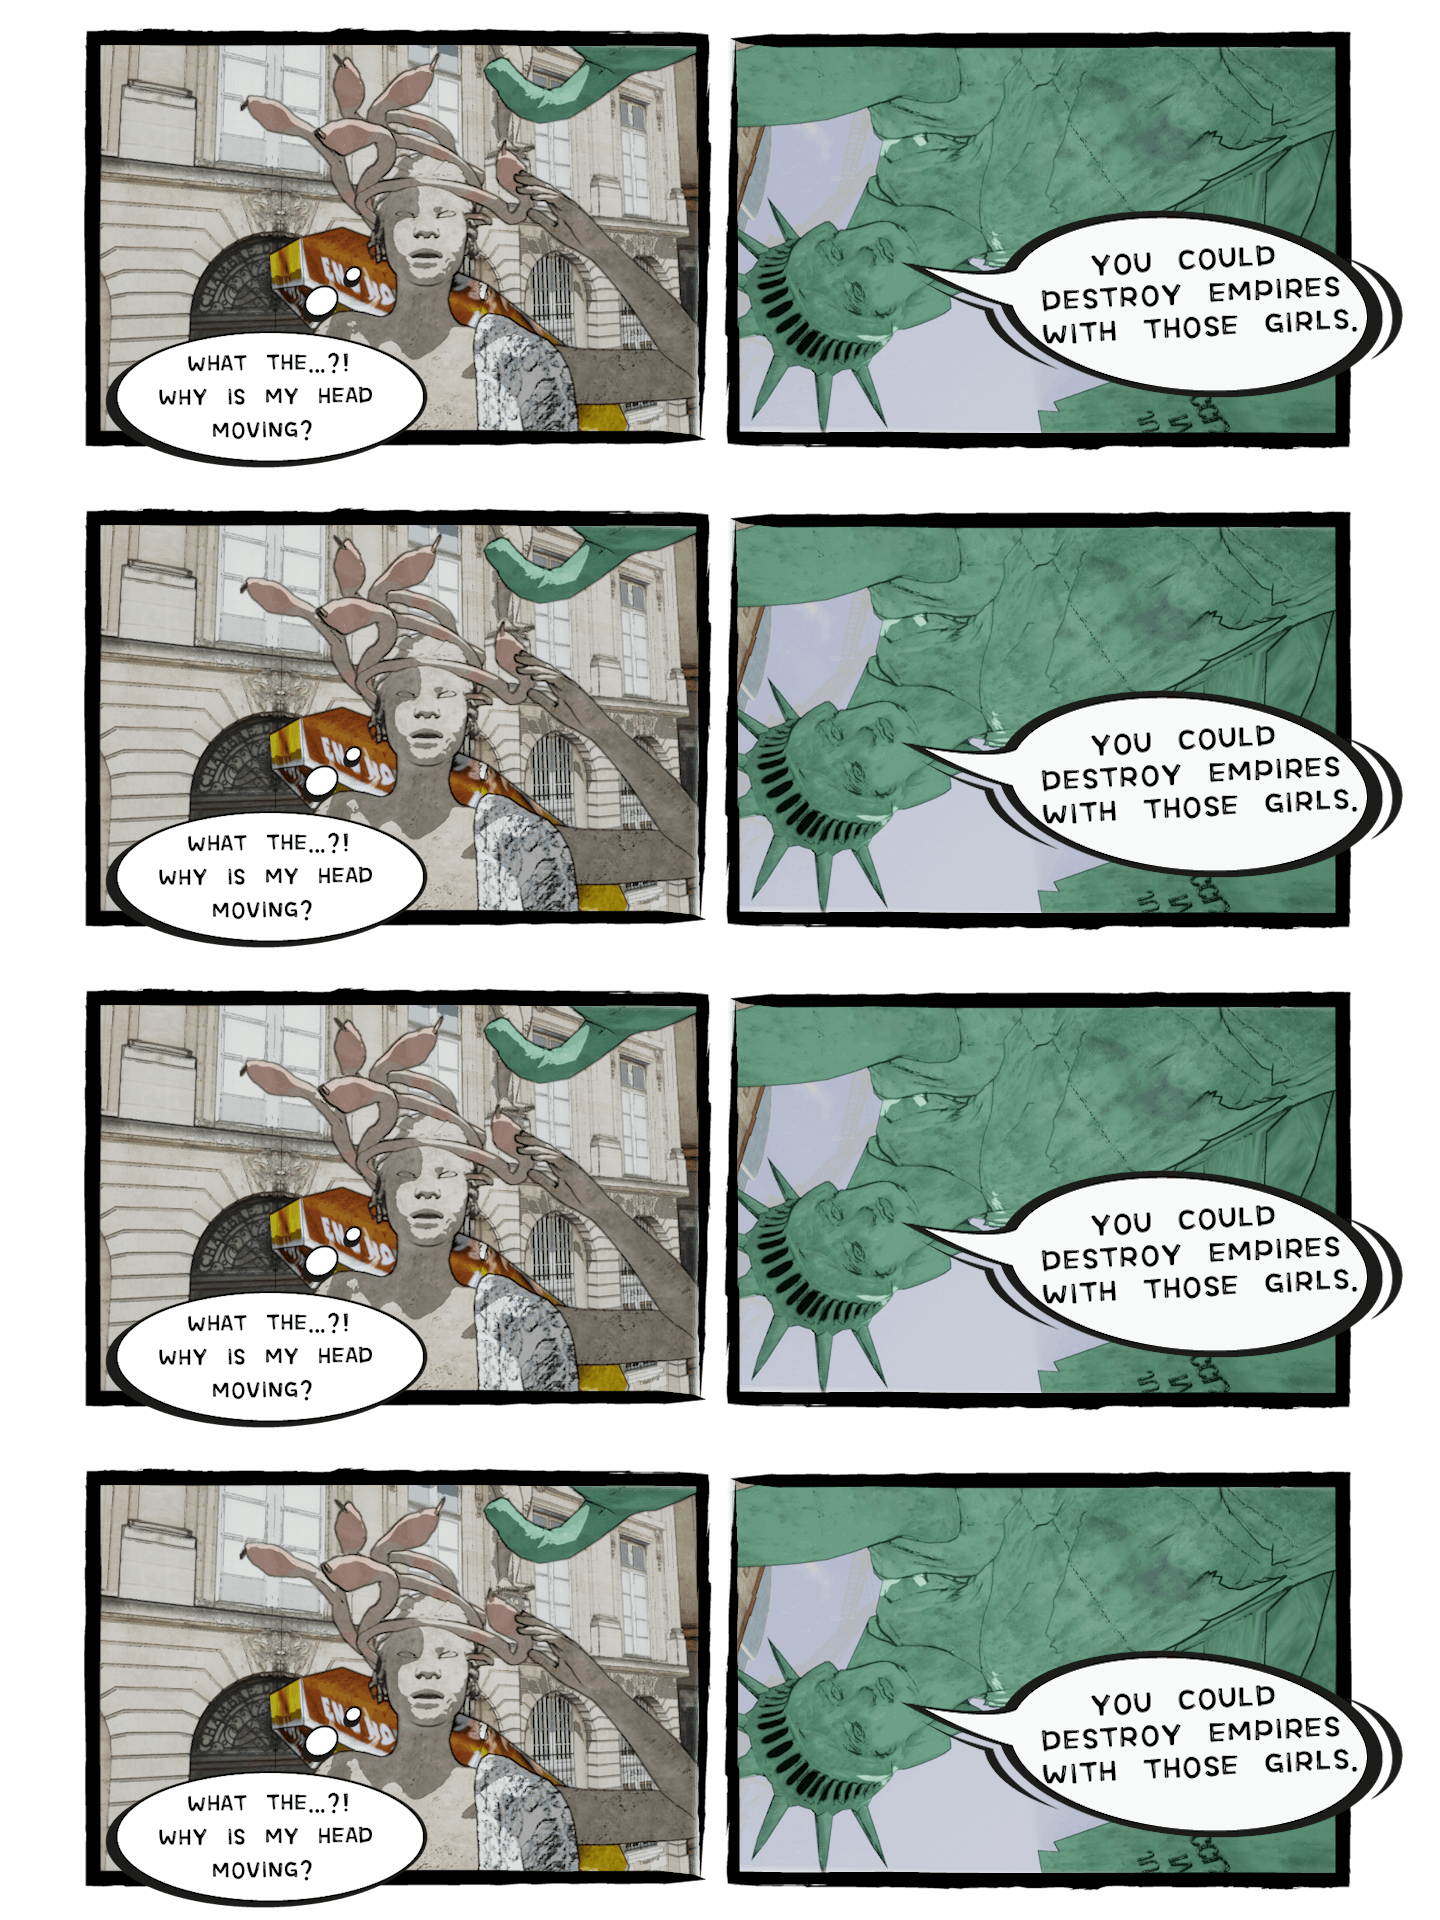 WHAT THE...?!
WHY IS MY HEAD
MOVING?
YOU COULD
DESTROY EMPIRES
WITH THOSE GIRLS.
WHAT THE...?!
WHY IS MY HEAD
MOVING?
YOU COULD
DESTROY EMPIRES
WITH THOSE GIRLS.
WHAT THE...?!
WHY IS MY HEAD
MOVING?
YOU COULD
DESTROY EMPIRES
WITH THOSE GIRLS.
WHAT THE...?!
WHY IS MY HEAD
MOVING?
YOU COULD
DESTROY EMPIRES
WITH THOSE GIRLS.